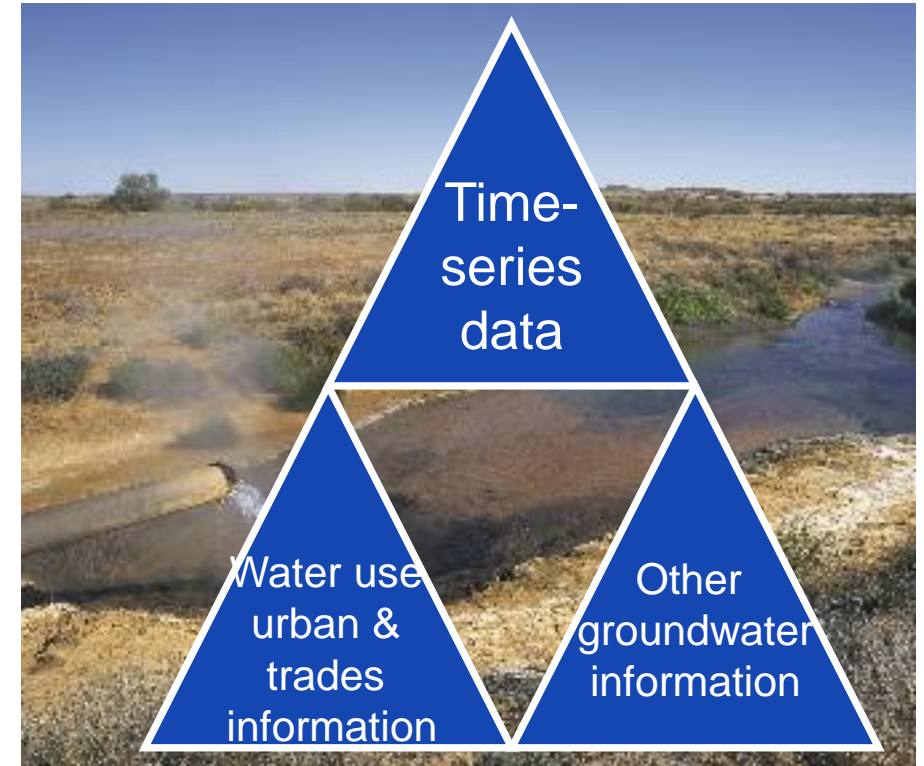 Time-
series
data
Water use
urban &
trades
information
Other
groundwater
information